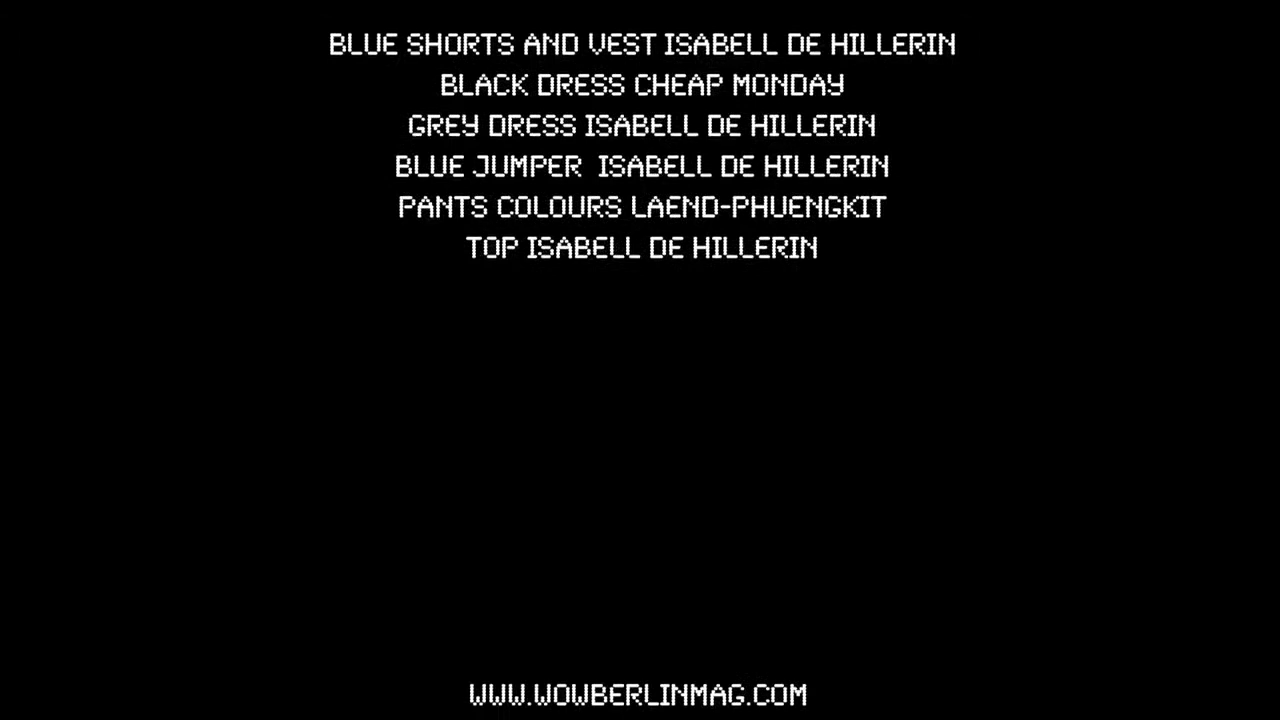 BLUE SHORTS AND VEST ISABELL DE HILLERIN
BLACK DRESS CHEAP MONDAY
GREY DRESS ISABELL DE HILLERIN
BLUE JUMPER  ISABELL DE HILLERIN
PANTS COLOURS LAEND-PHUENGKIT
TOP ISABELL DE HILLERIN
WWW.WOWBERLINMAG.COM